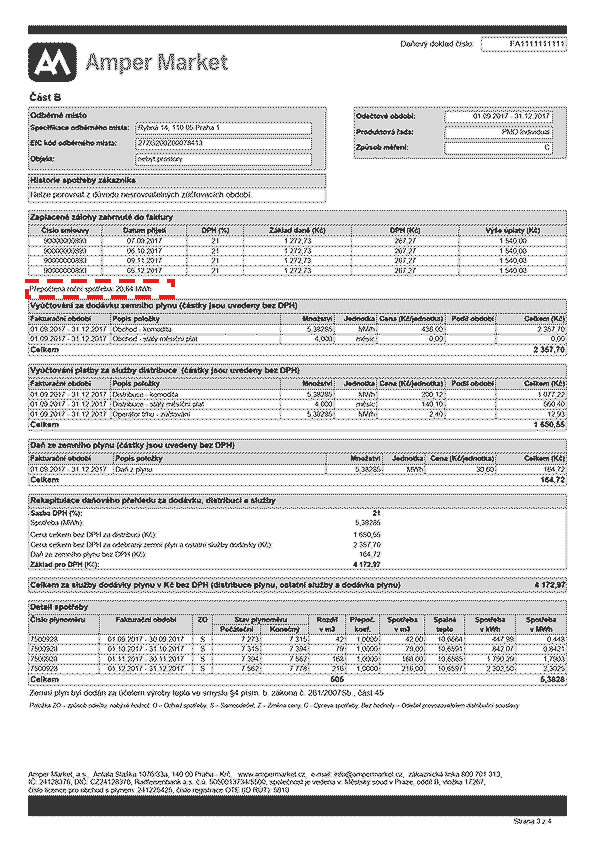 Daňový doklad číslo: FA1111111111
Amper Market
Část B
Odběrné místo
Specifikace odběrného místa: Rybná 14, 110 05 Praha 1
EIC kód odběrného místa: 27ZG200Z00078413
Objekt: nebyt.prostory
Odečtové období: 01.09.2017 - 31.12.2017
Produktová řada: PMO Individual
Způsob měření: C
Historie spotřeby zákazníka
Nelze porovnat z důvodu nesrovnatelných zúčtovacích období.
Zaplacené zálohy zahrnuté do faktury
Číslo smlouvy Datum přijetí DPH (%) Základ daně (Kč) DPH (Kč) Výše úplaty (Kč)
90000000893 07.09.2017 21 1 272,73 267,27 1 540,00
90000000893 06.10.2017 21 1 272,73 267,27 1 540,00
90000000893 09.11.2017 21 1 272,73 267,27 1 540,00
90000000893 05.12.2017 21 1 272,73 267,27 1 540,00
Přepočtená roční spotřeba: 20,64 MWh
Vyúčtování za dodávku zemního plynu (částky jsou uvedeny bez DPH)
Fakturační období Popis položky Množství Jednotka Cena (Kč/jednotka) Podíl období Celkem (Kč)
01.09.2017 - 31.12.2017 Obchod - komodita 5,38285 MWh 438,00 2 357,70
01.09.2017 - 31.12.2017 Obchod - stálý měsíční plat 4,000 měsíc 0,00 0,00
Celkem 2 357,70
Vyúčtování platby za služby distribuce (částky jsou uvedeny bez DPH)
Fakturační období Popis položky Množství Jednotka Cena (Kč/jednotka) Podíl období Celkem (Kč)
01.09.2017 - 31.12.2017 Distribuce - komodita 5,38285 MWh 200,12 1 077,22
01.09.2017 - 31.12.2017 Distribuce - stálý měsíční plat 4,000 měsíc 140,10 560,40
01.09.2017 - 31.12.2017 Operátor trhu - zúčtování 5,38285 MWh 2,40 12,93
Celkem 1 650,55
Daň ze zemního plynu (částky jsou uvedeny bez DPH)
Fakturační období Popis položky Množství Jednotka Cena (Kč/jednotka) Celkem (Kč)
01.09.2017 - 31.12.2017 Daň z plynu 5,38285 MWh 30,60 164,72
Celkem 164,72
Rekapitulace daňového přehledu za dodávku, distribuci a služby
Sazba DPH (%): 21
Spotřeba (MWh): 5,38285
Cena celkem bez DPH za distribuci (Kč): 1 650,55
Cena celkem bez DPH za odebraný zemní plyn a ostatní služby dodávky (Kč): 2 357,70
Daň ze zemního plynu bez DPH (Kč): 164,72
Základ pro DPH (Kč): 4 172,97
Celkem za služby dodávky plynu v Kč bez DPH (distribuce plynu, ostatní služby a dodávka plynu) 4 172,97
Detail spotřeby
Číslo plynoměru Fakturační období ZO Stav plynoměru Rozdíl Přepoč. Spotřeba Spalné Spotřeba Spotřeba
Počáteční Konečný v m3 koef. v m3 teplo v kWh v MWh
7500928 01.09.2017 - 30.09.2017 S 7 273 7 315 42 1,0000 42,00 10,6664 447,99 0,448
7500928 01.10.2017 - 31.10.2017 S 7 315 7 394 79 1,0000 79,00 10,6591 842,07 0,8421
7500928 01.11.2017 - 30.11.2017 S 7 394 7 562 168 1,0000 168,00 10,6585 1 790,29 1,7903
7500928 01.12.2017 - 31.12.2017 S 7 562 7 778 216 1,0000 216,00 10,6597 2 302,50 2,3025
Celkem 505 5,3828
Zemní plyn byl dodán za účelem výroby tepla ve smyslu §4 písm. b, zákona č. 261/2007Sb., část 45
Položka ZO – způsob odečtu, nabývá hodnot: O - Odhad spotřeby, S – Samoodečet, Z – Změna ceny, C - Oprava spotřeby, Bez hodnoty – Odečet provozovatelem distribuční soustavy
Amper Market, a.s., Antala Staška 1076/33a, 140 00 Praha - Krč, www.ampermarket.cz, e-mail: info@ampermarket.cz, zákaznická linka 800 701 313,
IČ: 24128376, DIČ: CZ24128376, Raiffeisenbank a.s. č.ú. 5050013734/5500, společnost je vedena v: Městský soud v Praze, oddíl B, vložka 17267,
číslo licence pro obchod s plynem: 241225425, číslo registrace OTE (ID RÚT): 5810
Strana 3 z 4